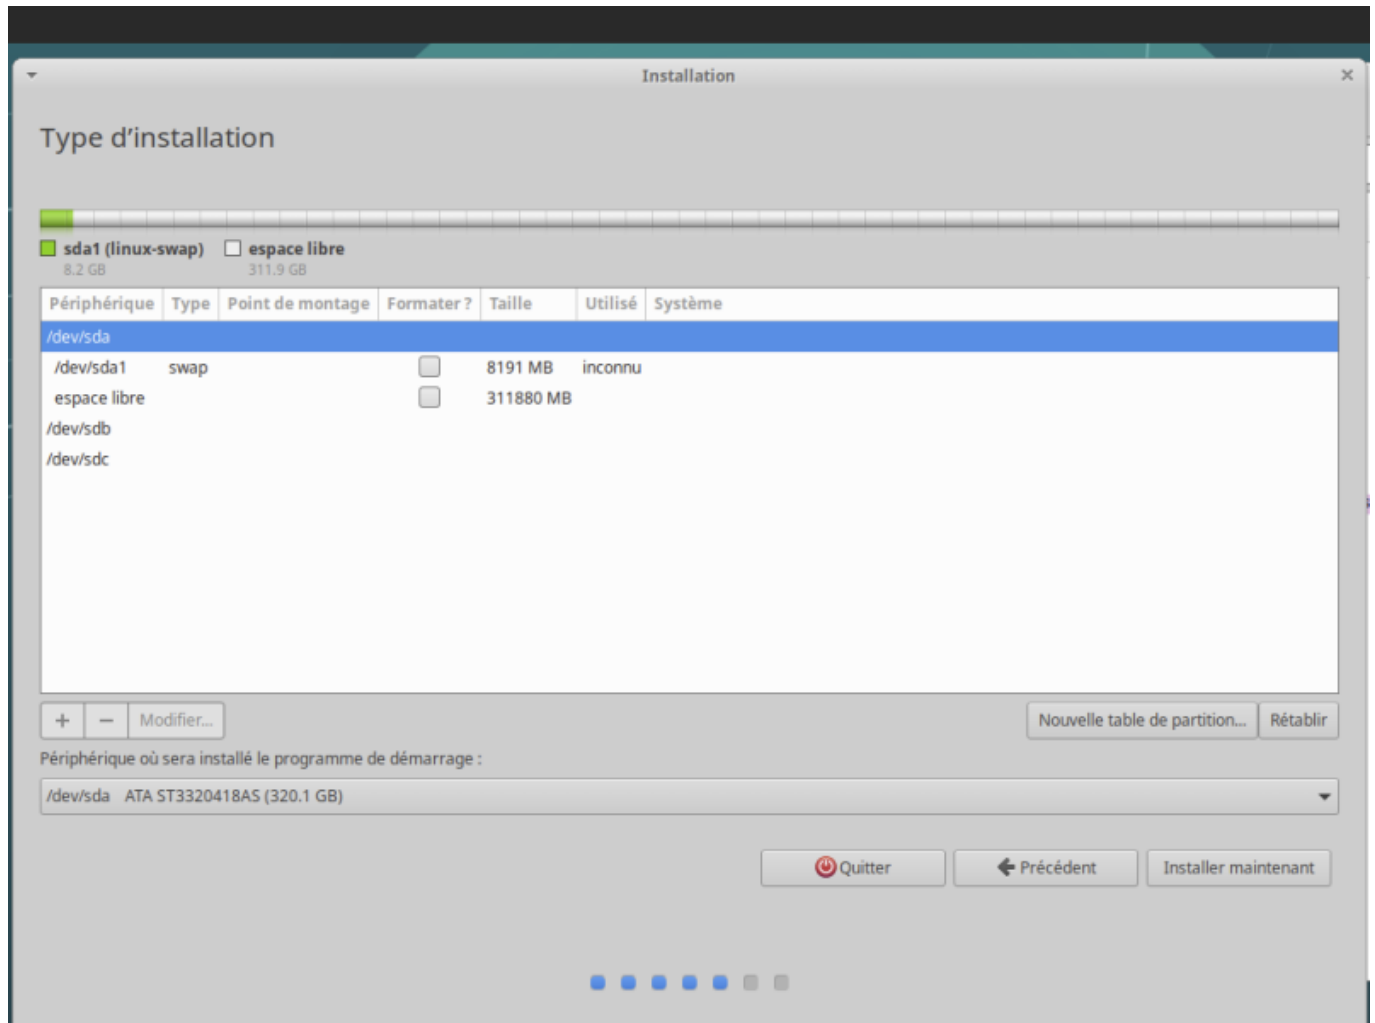 Installation
Type d’installation
sda1 (linux-swap) espace libre
8.2 GB 311.9 GB
Périphérique Type Point de montage Formater ? Taille Utilisé Système
/dev/sda
/dev/sda1 swap 8191 MB inconnu
espace libre 311880 MB
/dev/sdb
/dev/sdc
+ − Modifier... Nouvelle table de partition... Rétablir
Périphérique où sera installé le programme de démarrage :
/dev/sda ATA ST3320418AS (320.1 GB)
Quitter Précédent Installer maintenant